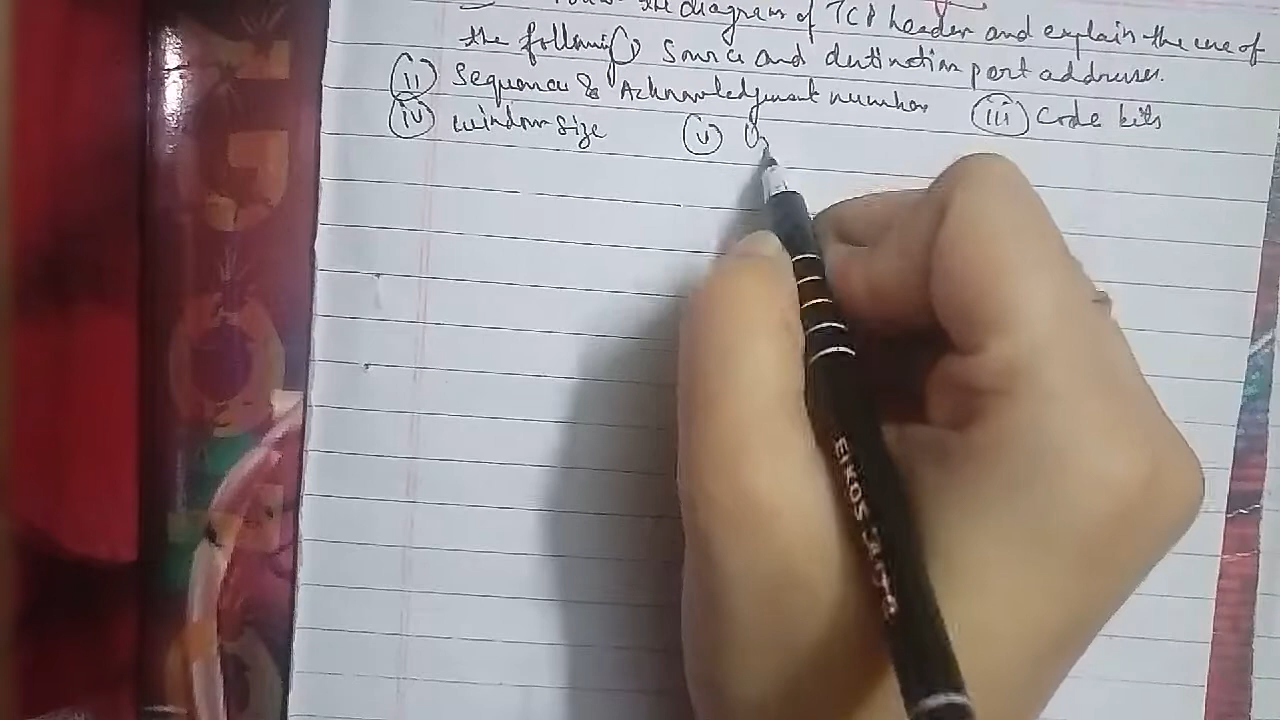 the diagram of TCP header and explain the use of
the following (i) Source and destination port addresses.
(ii) Sequence & Acknowledgement number (iii) Code bits
(iv) window size (v) U